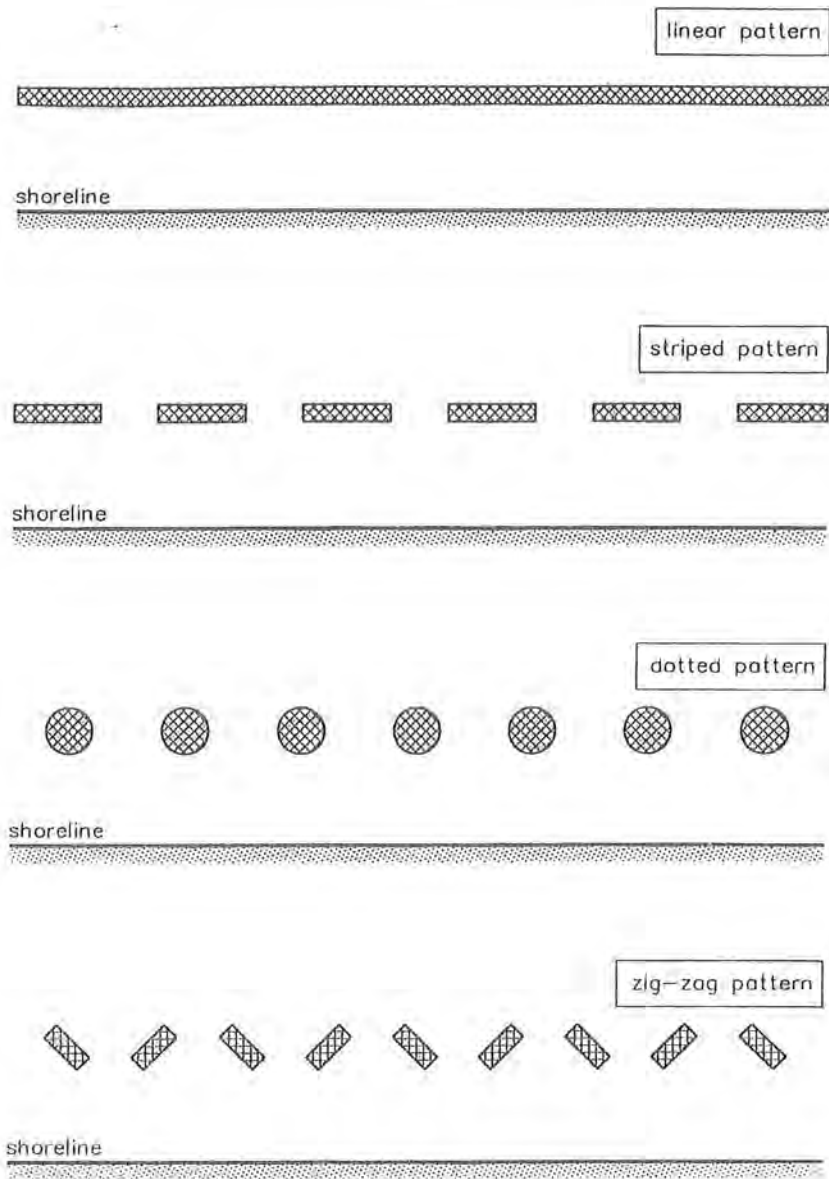 linear pattern
shoreline
striped pattern
shoreline
dotted pattern
shoreline
zig-zag pattern
shoreline